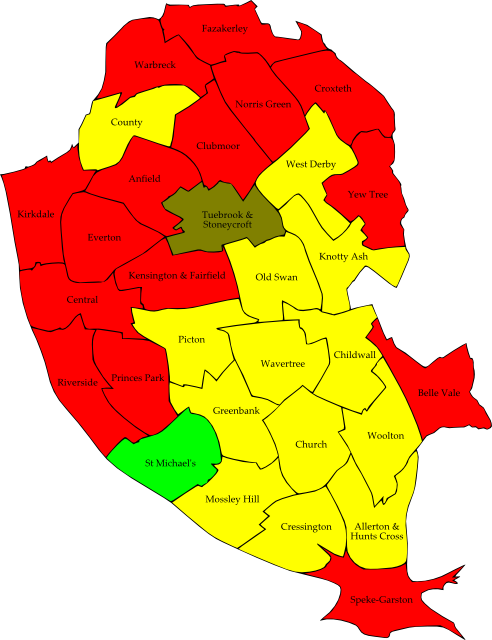 Fazakerley
Warbreck
Croxteth
Norris Green
County
Clubmoor
West Derby
Anfield
Yew Tree
Kirkdale
Tuebrook &
Stoneycroft
Everton
Knotty Ash
Kensington & Fairfield
Old Swan
Central
Picton
Childwall
Wavertree
Riverside
Princes Park
Belle Vale
Greenbank
Woolton
Church
St Michael's
Mossley Hill
Cressington
Allerton &
Hunts Cross
Speke-Garston